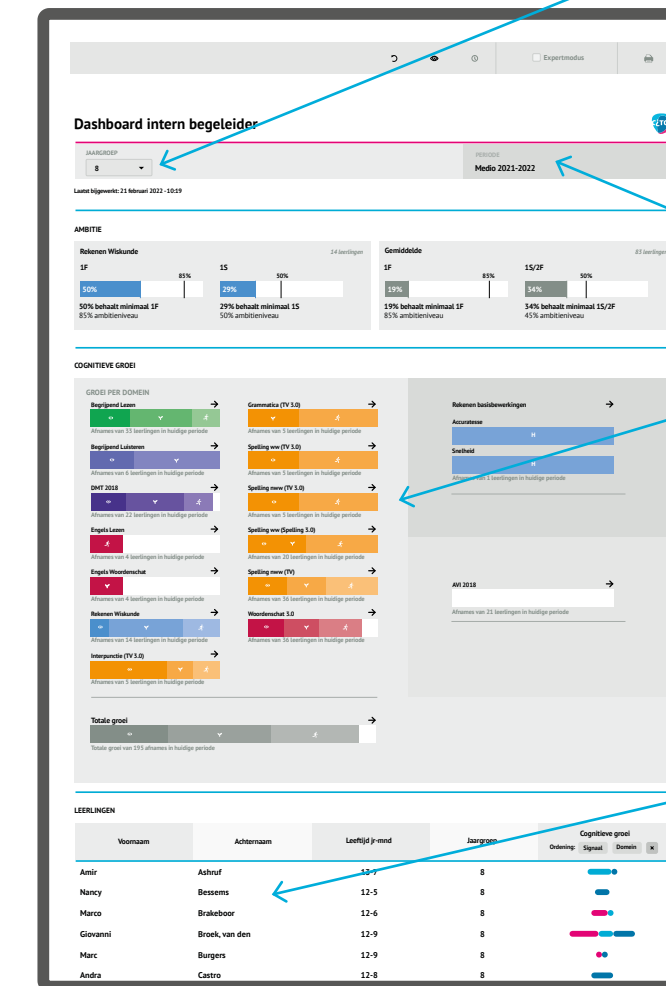 Expertmodus
Dashboard intern begeleider
JAARGROEP
8
PERIODE
Medio 2021-2022
Laatst bijgewerkt: 21 februari 2022 - 10:19
AMBITIE
Rekenen Wiskunde
14 leerlingen
1F
85%
50%
50% behaalt minimaal 1F
85% ambitieniveau
1S
50%
29%
29% behaalt minimaal 1S
50% ambitieniveau
Gemiddelde
83 leerlingen
1F
85%
19%
19% behaalt minimaal 1F
85% ambitieniveau
1S/2F
50%
34%
34% behaalt minimaal 1S/2F
45% ambitieniveau
COGNITIEVE GROEI
GROEI PER DOMEIN
Begrijpend Lezen
Afnames van 33 leerlingen in huidige periode
Begrijpend Luisteren
Afnames van 6 leerlingen in huidige periode
DMT 2018
Afnames van 22 leerlingen in huidige periode
Engels Lezen
Afnames van 4 leerlingen in huidige periode
Engels Woordenschat
Afnames van 4 leerlingen in huidige periode
Rekenen Wiskunde
Afnames van 14 leerlingen in huidige periode
Interpunctie (TV 3.0)
Afnames van 5 leerlingen in huidige periode
Grammatica (TV 3.0)
Afnames van 5 leerlingen in huidige periode
Spelling ww (TV 3.0)
Afnames van 5 leerlingen in huidige periode
Spelling nww (TV 3.0)
Afnames van 5 leerlingen in huidige periode
Spelling ww (Spelling 3.0)
Afnames van 20 leerlingen in huidige periode
Spelling nww (TV)
Afnames van 36 leerlingen in huidige periode
Woordenschat 3.0
Afnames van 36 leerlingen in huidige periode
Rekenen basisbewerkingen
Accuratesse
H
Snelheid
H
Afnames van 1 leerlingen in huidige periode
AVI 2018
Afnames van 21 leerlingen in huidige periode
Totale groei
Totale groei van 195 afnames in huidige periode
LEERLINGEN
Voornaam Achternaam Leeftijd jr-mnd Jaargroep Cognitieve groei
Ordening: Signaal Domein x
Amir Ashruf 13-7 8
Nancy Bessems 12-5 8
Marco Brakeboor 12-6 8
Giovanni Broek, van den 12-9 8
Marc Burgers 12-9 8
Andra Castro 12-8 8